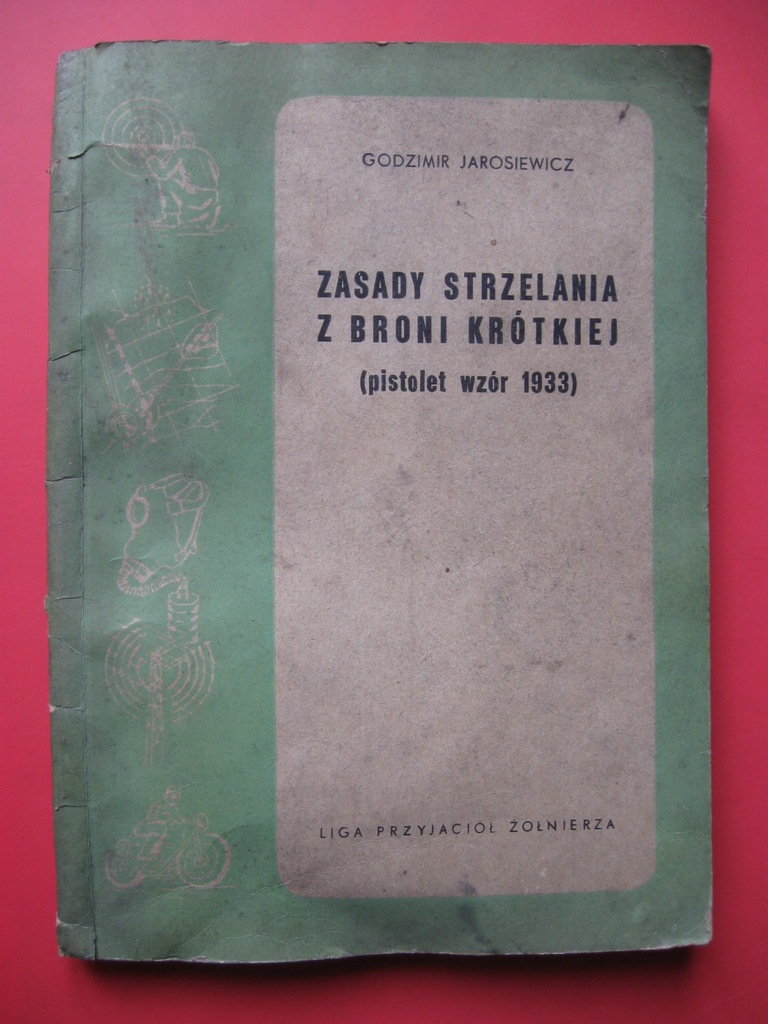 GODZIMIR JAROSIEWICZ
ZASADY STRZELANIA
Z BRONI KRÓTKIEJ
(pistolet wzór 1933)
LIGA PRZYJACIÓŁ ŻOŁNIERZA